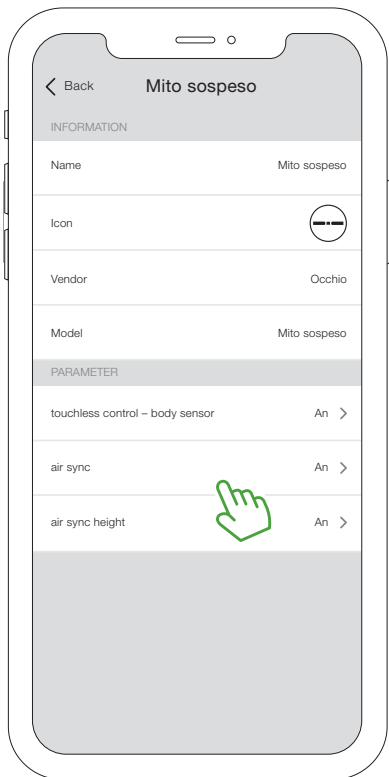 Back Mito sospeso
INFORMATION
Name Mito sospeso
Icon
Vendor Occhio
Model Mito sospeso
PARAMETER
touchless control – body sensor An
air sync An
air sync height An